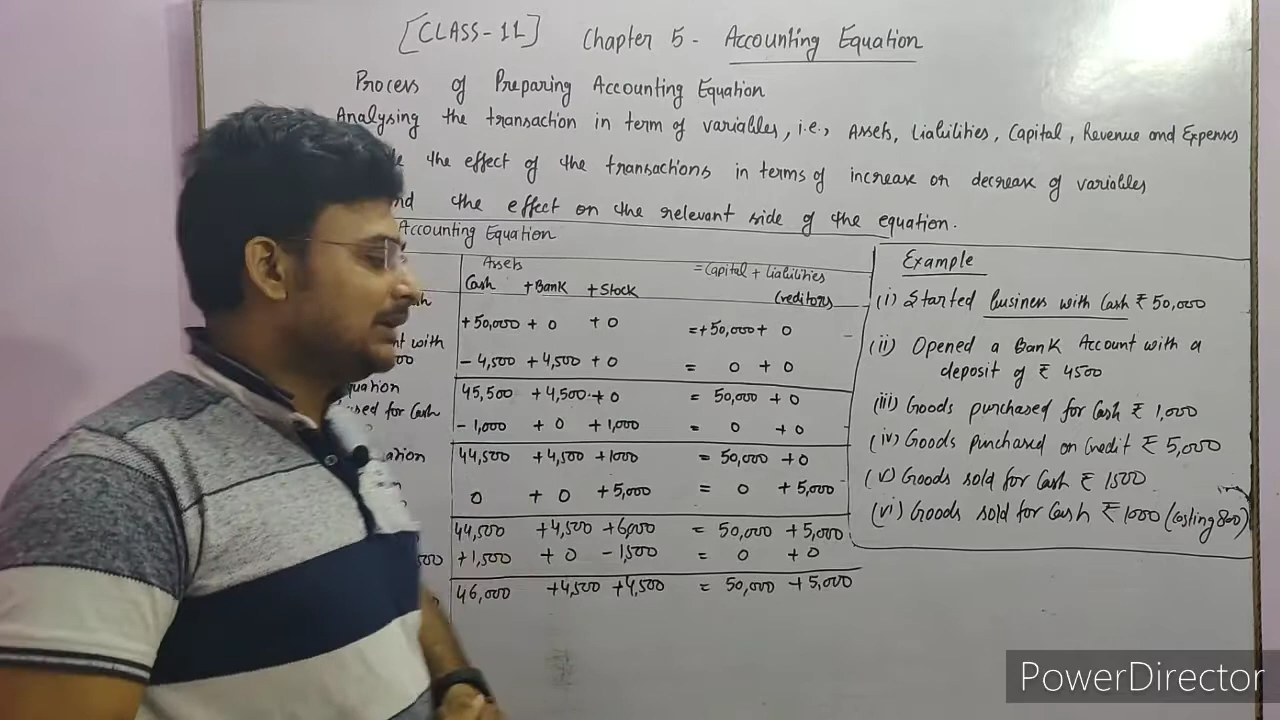 [CLASS-11] Chapter 5 - Accounting Equation
Process of Preparing Accounting Equation
Analysing the transaction in term of variables, i.e., Assets, Liabilities, Capital, Revenue and Expenses
the effect of the transactions in terms of increase or decrease of variables
the effect on the relevant side of the equation.
Accounting Equation
Assets = Capital + Liabilities
Cash + Bank + Stock (Creditors)
+50,000 + 0 + 0 = +50,000 + 0
nt with
- 4,500 + 4,500 + 0 = 0 + 0
quation
45,500 + 4,500 + 0 = 50,000 + 0
for Cash
- 1,000 + 0 + 1,000 = 0 + 0
44,500 + 4,500 + 1000 = 50,000 + 0
0 + 0 + 5,000 = 0 + 5,000
44,500 + 4,500 + 6,000 = 50,000 + 5,000
500 + 1,500 + 0 - 1,500 = 0 + 0
46,000 + 4,500 + 4,500 = 50,000 + 5,000
Example
(i) Started business with Cash ₹ 50,000
(ii) Opened a Bank Account with a
deposit of ₹ 4500
(iii) Goods purchased for Cash ₹ 1,000
(iv) Goods purchased on Credit ₹ 5,000
(v) Goods sold for Cash ₹ 1500
(vi) Goods sold for Cash ₹ 1000 (Costing 800)
PowerDirector